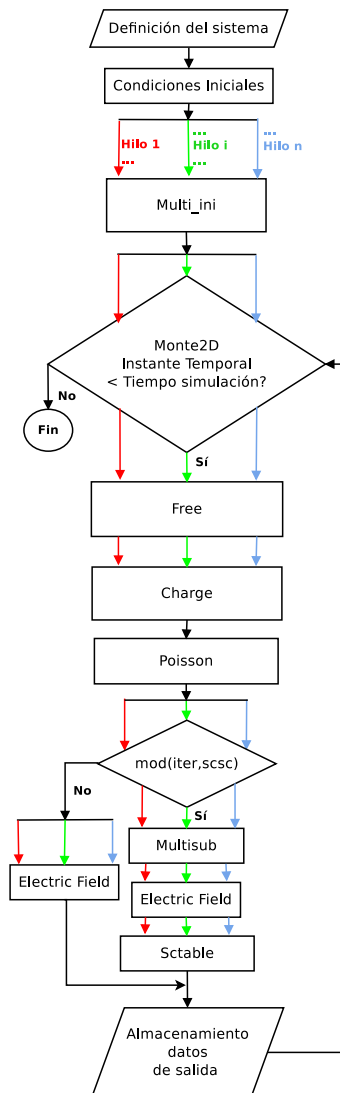 Definición del sistema
Condiciones Iniciales
... ... ...
Hilo 1 Hilo i Hilo n
... ...
Multi_ini
Monte2D
Instante Temporal
< Tiempo simulación?
No
Fin
Sí
Free
Charge
Poisson
mod(iter,scsc)
No
Sí
Multisub
Electric Field
Electric Field
Sctable
Almacenamiento
datos
de salida